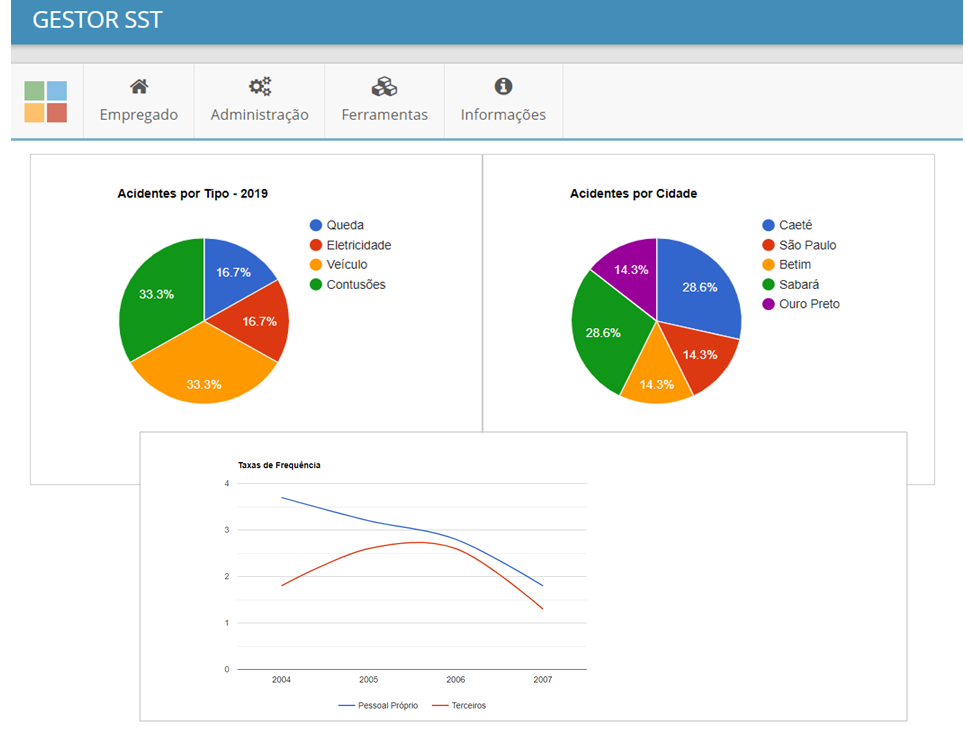 GESTOR SST
Empregado
Administração
Ferramentas
Informações
Acidentes por Tipo - 2019
Queda
Eletricidade
Veículo
Contusões
16.7%
16.7%
33.3%
33.3%
Acidentes por Cidade
Caeté
São Paulo
Betim
Sabará
Ouro Preto
28.6%
14.3%
14.3%
28.6%
14.3%
Taxas de Frequência
4
3
2
1
0
2004 2005 2006 2007
Pessoal Próprio Terceiros